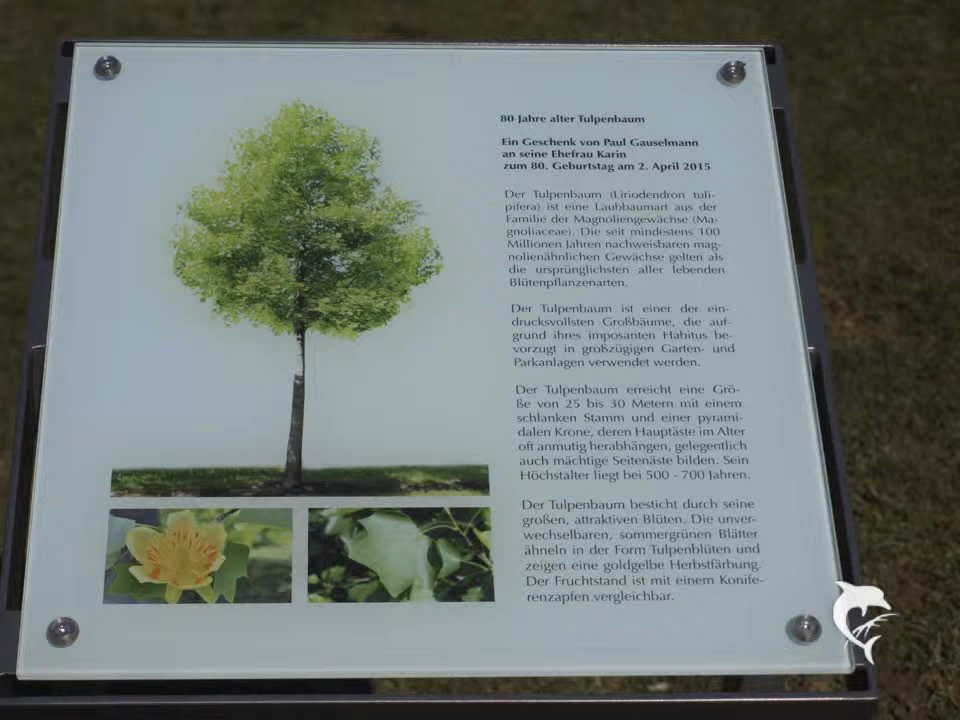 80 Jahre alter Tulpenbaum
Ein Geschenk von Paul Gauselmann
an seine Ehefrau Karin
zum 80. Geburtstag am 2. April 2015
Der Tulpenbaum (Liriodendron tuli-
pifera) ist eine Laubbaumart aus der
Familie der Magnoliengewächse (Ma-
gnoliaceae). Die seit mindestens 100
Millionen Jahren nachweisbaren mag-
nolienähnlichen Gewächse gelten als
die ursprünglichsten aller lebenden
Blütenpflanzenarten.
Der Tulpenbaum ist einer der ein-
drucksvollsten Großbäume, die auf-
grund ihres imposanten Habitus be-
vorzugt in großzügigen Garten- und
Parkanlagen verwendet werden.
Der Tulpenbaum erreicht eine Grö-
ße von 25 bis 30 Metern mit einem
schlanken Stamm und einer pyrami-
dalen Krone, deren Hauptäste im Alter
oft anmutig herabhängen, gelegentlich
auch mächtige Seitenäste bilden. Sein
Höchstalter liegt bei 500 - 700 Jahren.
Der Tulpenbaum besticht durch seine
großen, attraktiven Blüten. Die unver-
wechselbaren, sommergrünen Blätter
ähneln in der Form Tulpenblüten und
zeigen eine goldgelbe Herbstfärbung.
Der Fruchtstand ist mit einem Konife-
renzapfen vergleichbar.